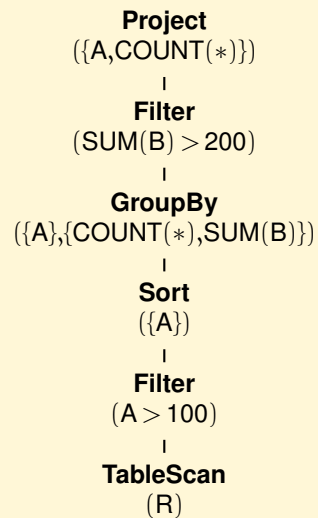 Project
({A,COUNT(∗)})
Filter
(SUM(B) > 200)
GroupBy
({A},{COUNT(∗),SUM(B)})
Sort
({A})
Filter
(A > 100)
TableScan
(R)